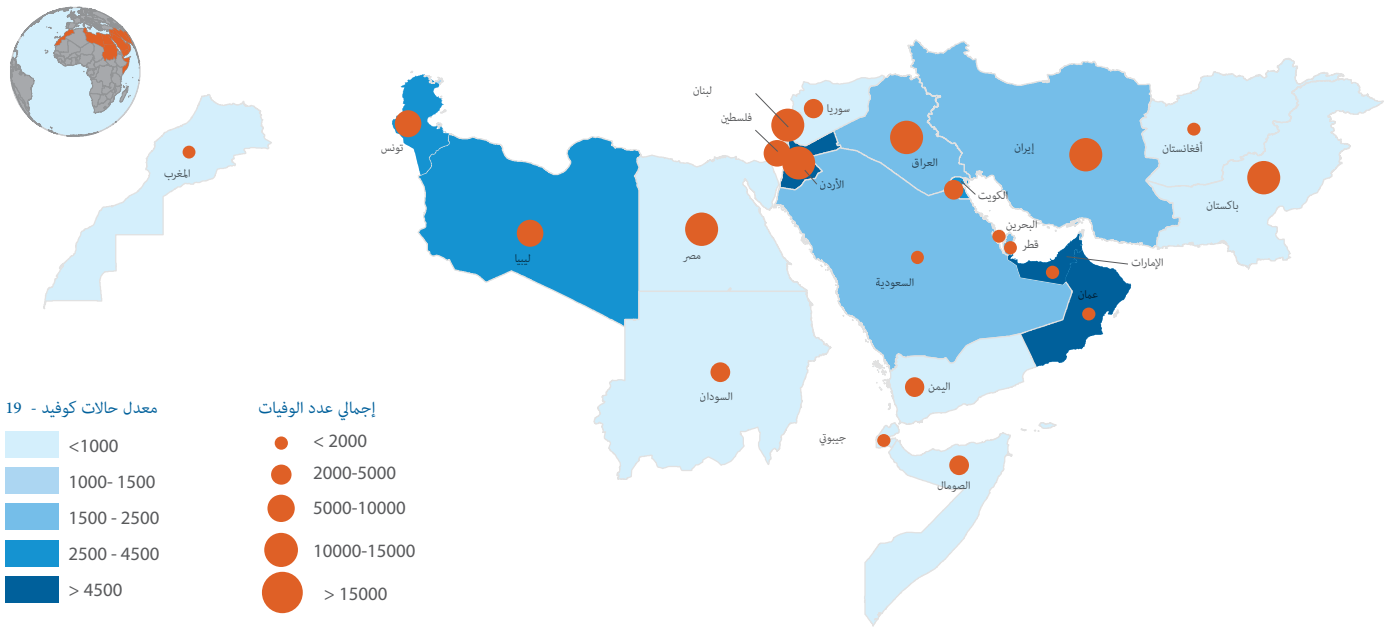 لبنان
فلسطين
سوريا
تونس
المغرب
العراق
إيران
أفغانستان
الأردن
الكويت
باكستان
البحرين
قطر
الإمارات
ليبيا
مصر
السعودية
عمان
السودان
اليمن
جيبوتي
الصومال
معدل حالات كوفيد - 19
<1000
1000- 1500
1500 - 2500
2500 - 4500
> 4500
إجمالي عدد الوفيات
< 2000
2000-5000
5000-10000
10000-15000
> 15000